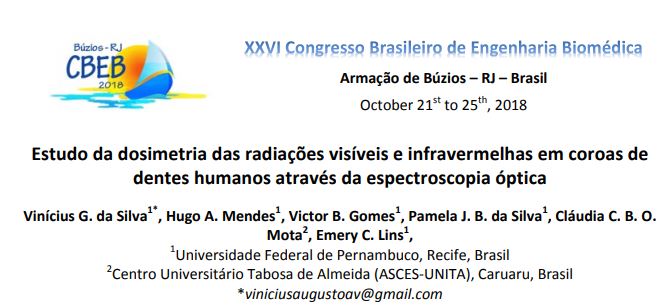 Búzios - RJ
CBEB
2018
XXVI Congresso Brasileiro de Engenharia Biomédica
Armação de Búzios – RJ – Brasil
October 21st to 25th, 2018
Estudo da dosimetria das radiações visíveis e infravermelhas em coroas de
dentes humanos através da espectroscopia óptica
Vinícius G. da Silva1*, Hugo A. Mendes1, Victor B. Gomes1, Pamela J. B. da Silva1, Cláudia C. B. O.
Mota2, Emery C. Lins1,
1Universidade Federal de Pernambuco, Recife, Brasil
2Centro Universitário Tabosa de Almeida (ASCES-UNITA), Caruaru, Brasil
*viniciusaugustoav@gmail.com